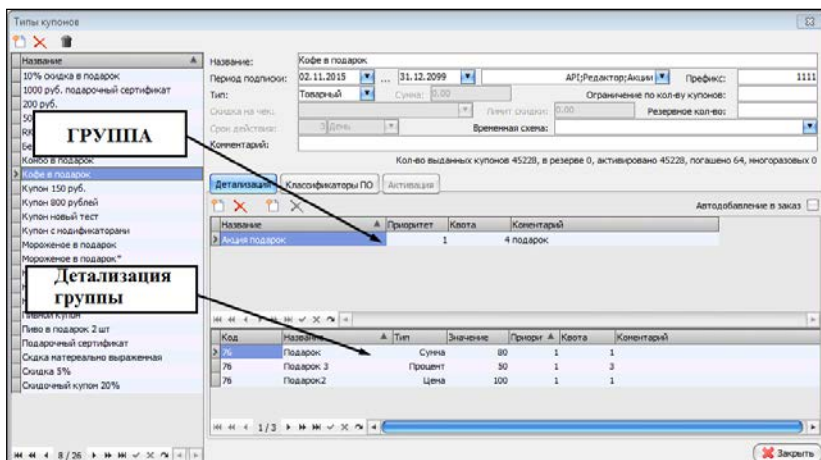 Типы купонов
Название
10% скидка в подарок
1000 руб. подарочный сертификат
200 руб.
50
ГРУППА
Комбо в подарок
Кофе в подарок
Купон 150 руб.
Купон 800 рублей
Купон новый тест
Купон с модификаторами
Мороженое в подарок
Мороженое в подарок*
Детализация
группы
Пивной купон
Пиво в подарок 2 шт
Подарочный сертификат
Скдка натереально выраженная
Скидка 5%
Скидочный купон 20%
8 / 26
Название: Кофе в подарок
Период подписки: 02.11.2015 ... 31.12.2099 API;Редактор;Акции Префикс: 1111
Тип: Товарный Сумма: 0.00 Ограничение по кол-ву купонов:
Скидка на чек: Лимит скидки: 0.00 Резервное кол-во:
Срок действия: 3 День Временная схема:
Комментарий:
Кол-во выданных купонов 45228, в резерве 0, активировано 45228, погашено 64, многоразовых 0
Детализация Классификаторы ПО Активация
Автодобавление в заказ
Название Приоритет Квота Коментарий
Акция подарок 1 4 подарок
Код Название Тип Значение Приори Квота Коментарий
76 Подарок Сумма 80 1 1
76 Подарок 3 Процент 50 1 3
76 Подарок2 Цена 100 1 1
1 / 3
Закрыть